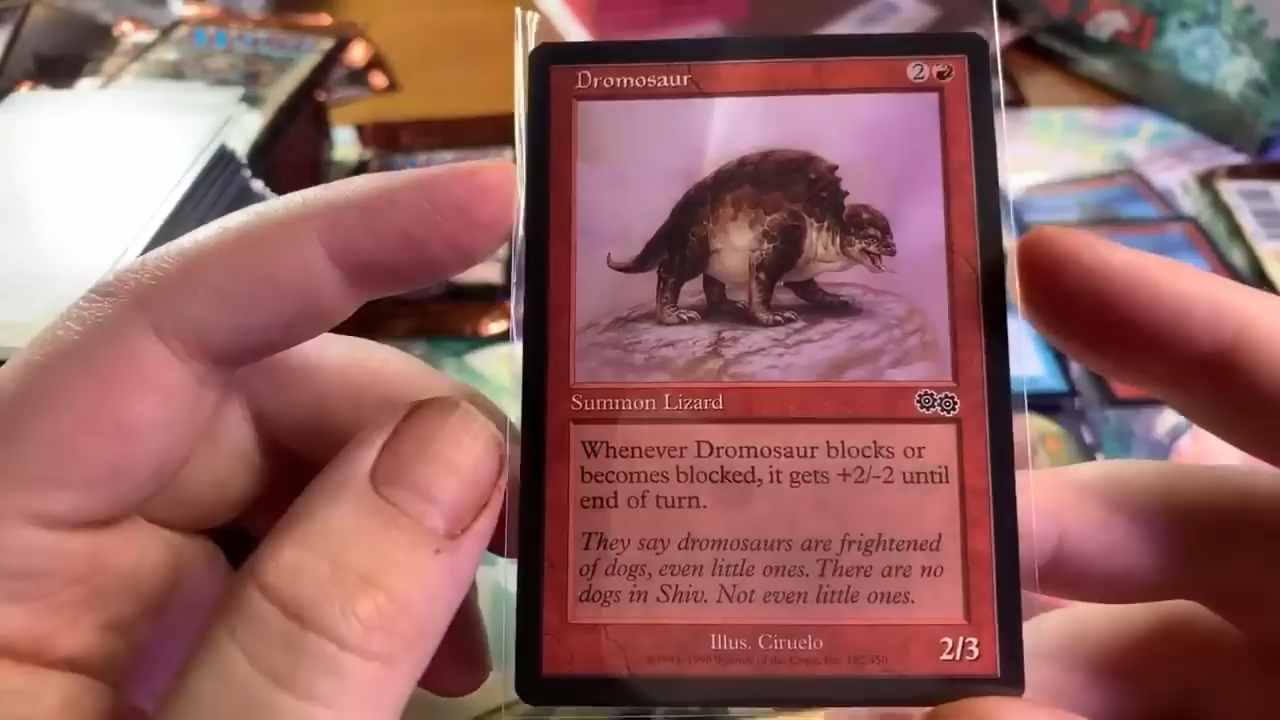 Dromosaur
2
Summon Lizard
Whenever Dromosaur blocks or
becomes blocked, it gets +2/-2 until
end of turn.
They say dromosaurs are frightened
of dogs, even little ones. There are no
dogs in Shiv. Not even little ones.
Illus. Ciruelo
2/3